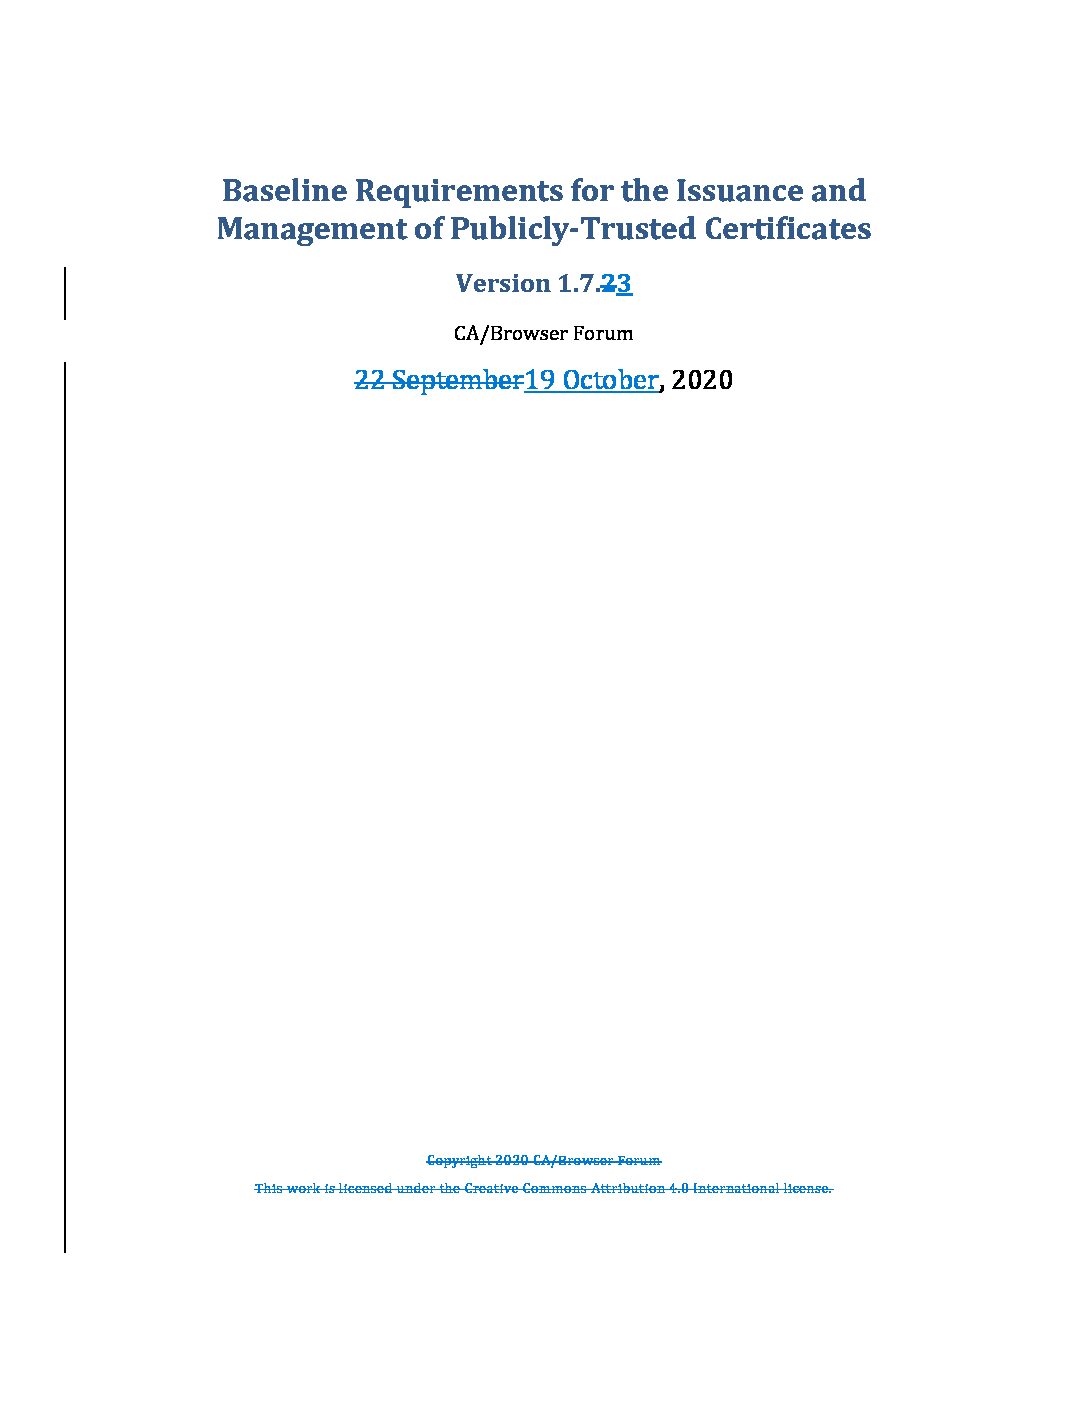 Baseline Requirements for the Issuance and
Management of Publicly-Trusted Certificates
Version 1.7.23
CA/Browser Forum
22 September19 October, 2020
Copyright 2020 CA/Browser Forum
This work is licensed under the Creative Commons Attribution 4.0 International license.